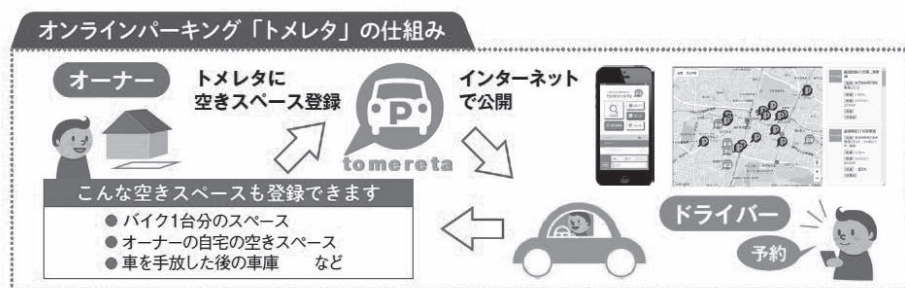 オンラインパーキング「トメレタ」の仕組み
オーナー
トメレタに
空きスペース登録
P
tomereta
インターネット
で公開
こんな空きスペースも登録できます
● バイク1台分のスペース
● オーナーの自宅の空きスペース
● 車を手放した後の車庫 など
ドライバー
予約